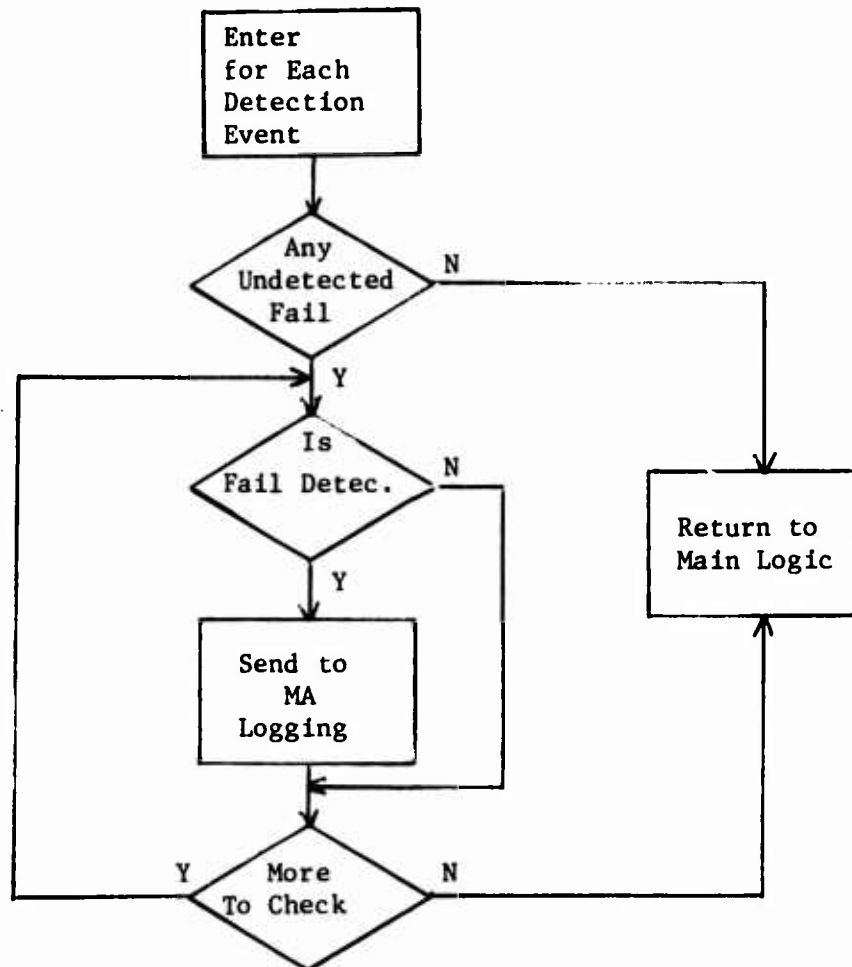 Enter
for Each
Detection
Event
Any
Undetected
Fail
N
Y
Is
Fail Detec.
N
Y
Return to
Main Logic
Send to
MA
Logging
Y
More
To Check
N